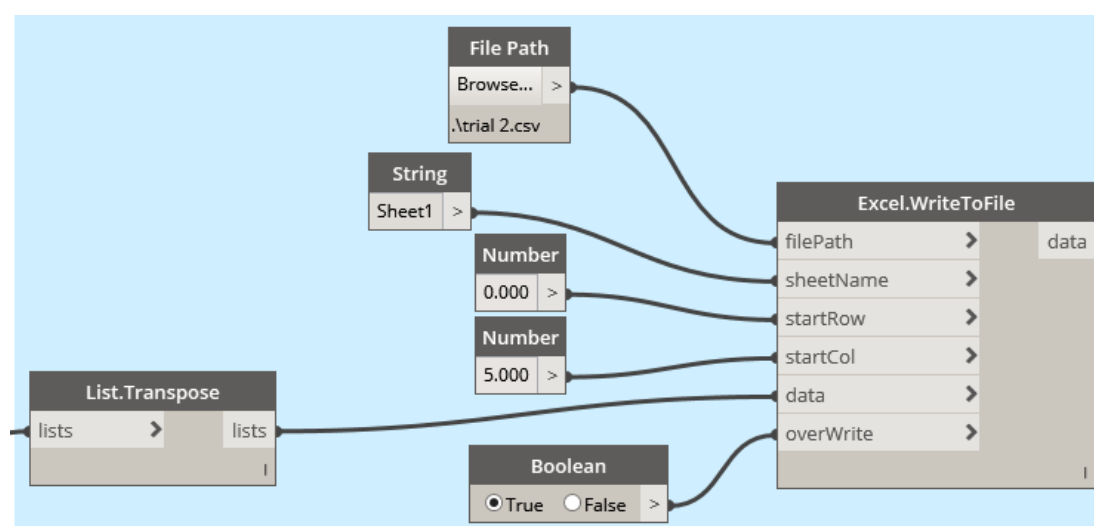 File Path
Browse... >
.\trial 2.csv
String
Sheet1 >
Number
0.000 >
Number
5.000 >
List.Transpose
lists > lists
l
Boolean
True False >
Excel.WriteToFile
filePath > data
sheetName >
startRow >
startCol >
data >
overWrite >
l